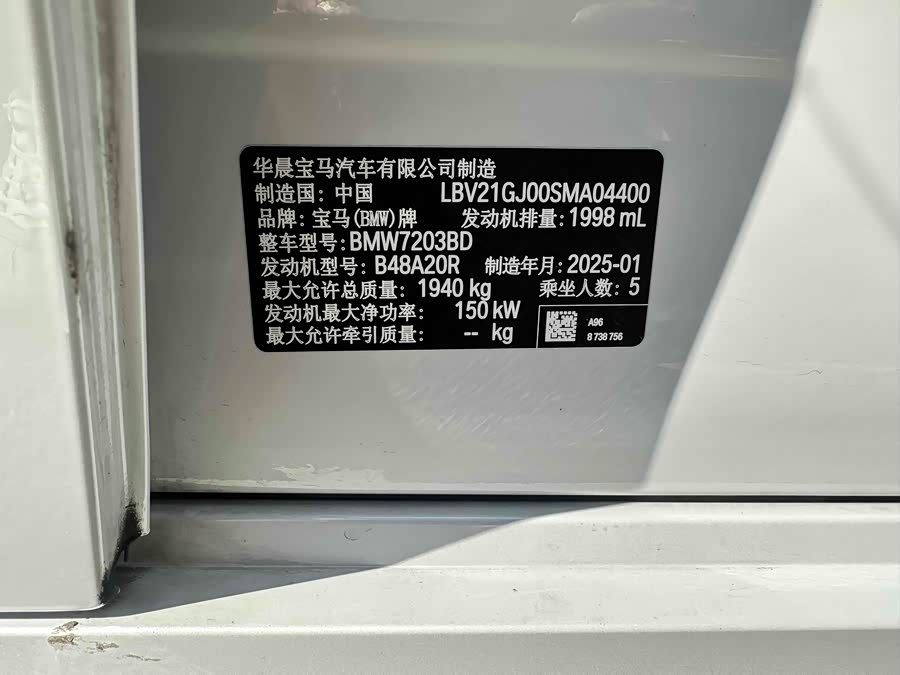 华晨宝马汽车有限公司制造
制造国：中国 LBV21GJ00SMA04400
品牌：宝马(BMW)牌 发动机排量：1998 mL
整车型号：BMW7203BD
发动机型号：B48A20R 制造年月：2025-01
最大允许总质量：1940 kg 乘坐人数：5
发动机最大净功率：150 kW
最大允许牵引质量：-- kg
A96
8 738 756